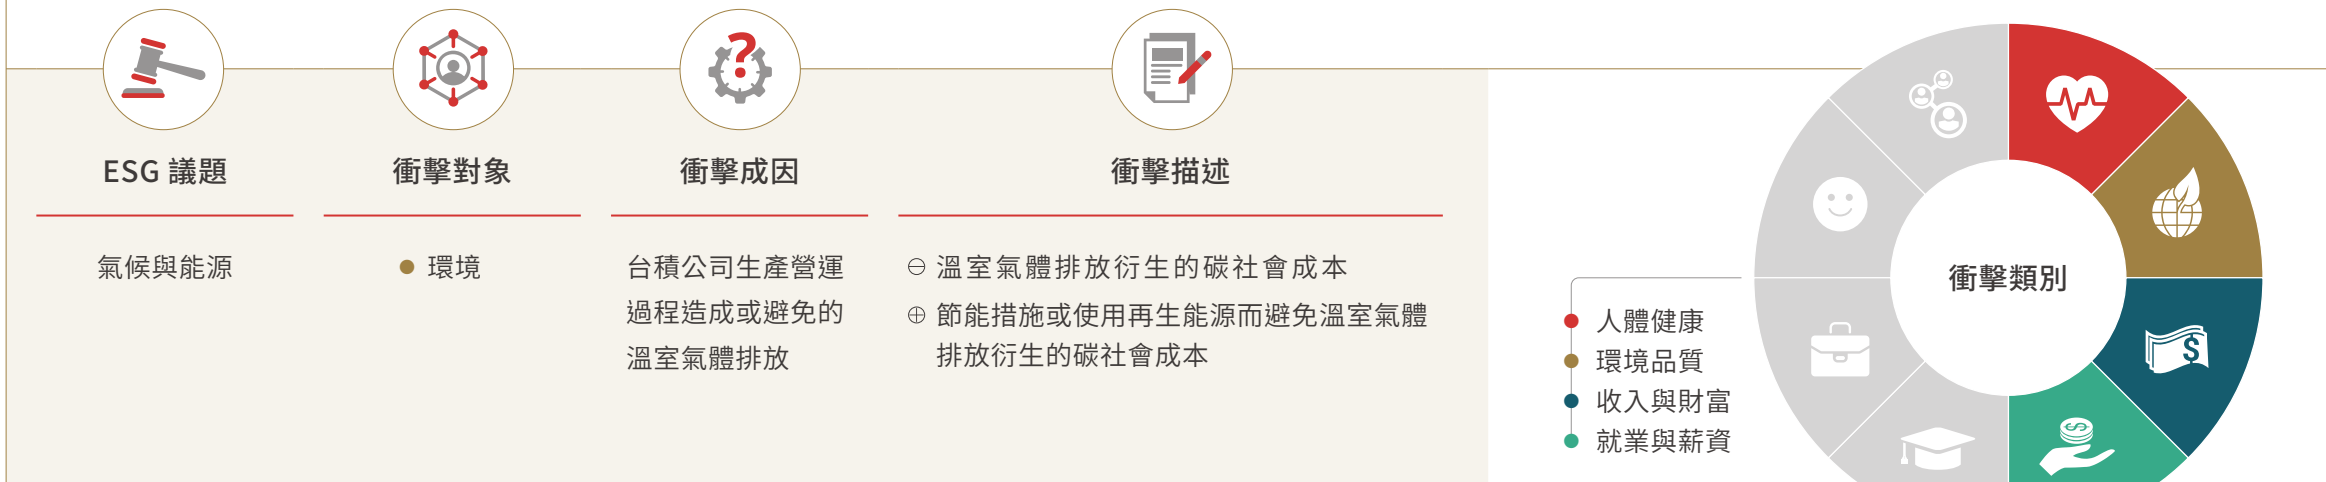 ESG 議題
衝擊對象
衝擊成因
衝擊描述
氣候與能源
環境
台積公司生產營運
過程造成或避免的
溫室氣體排放
⊖ 溫室氣體排放衍生的碳社會成本
⊕ 節能措施或使用再生能源而避免溫室氣體
排放衍生的碳社會成本
衝擊類別
人體健康
環境品質
收入與財富
就業與薪資